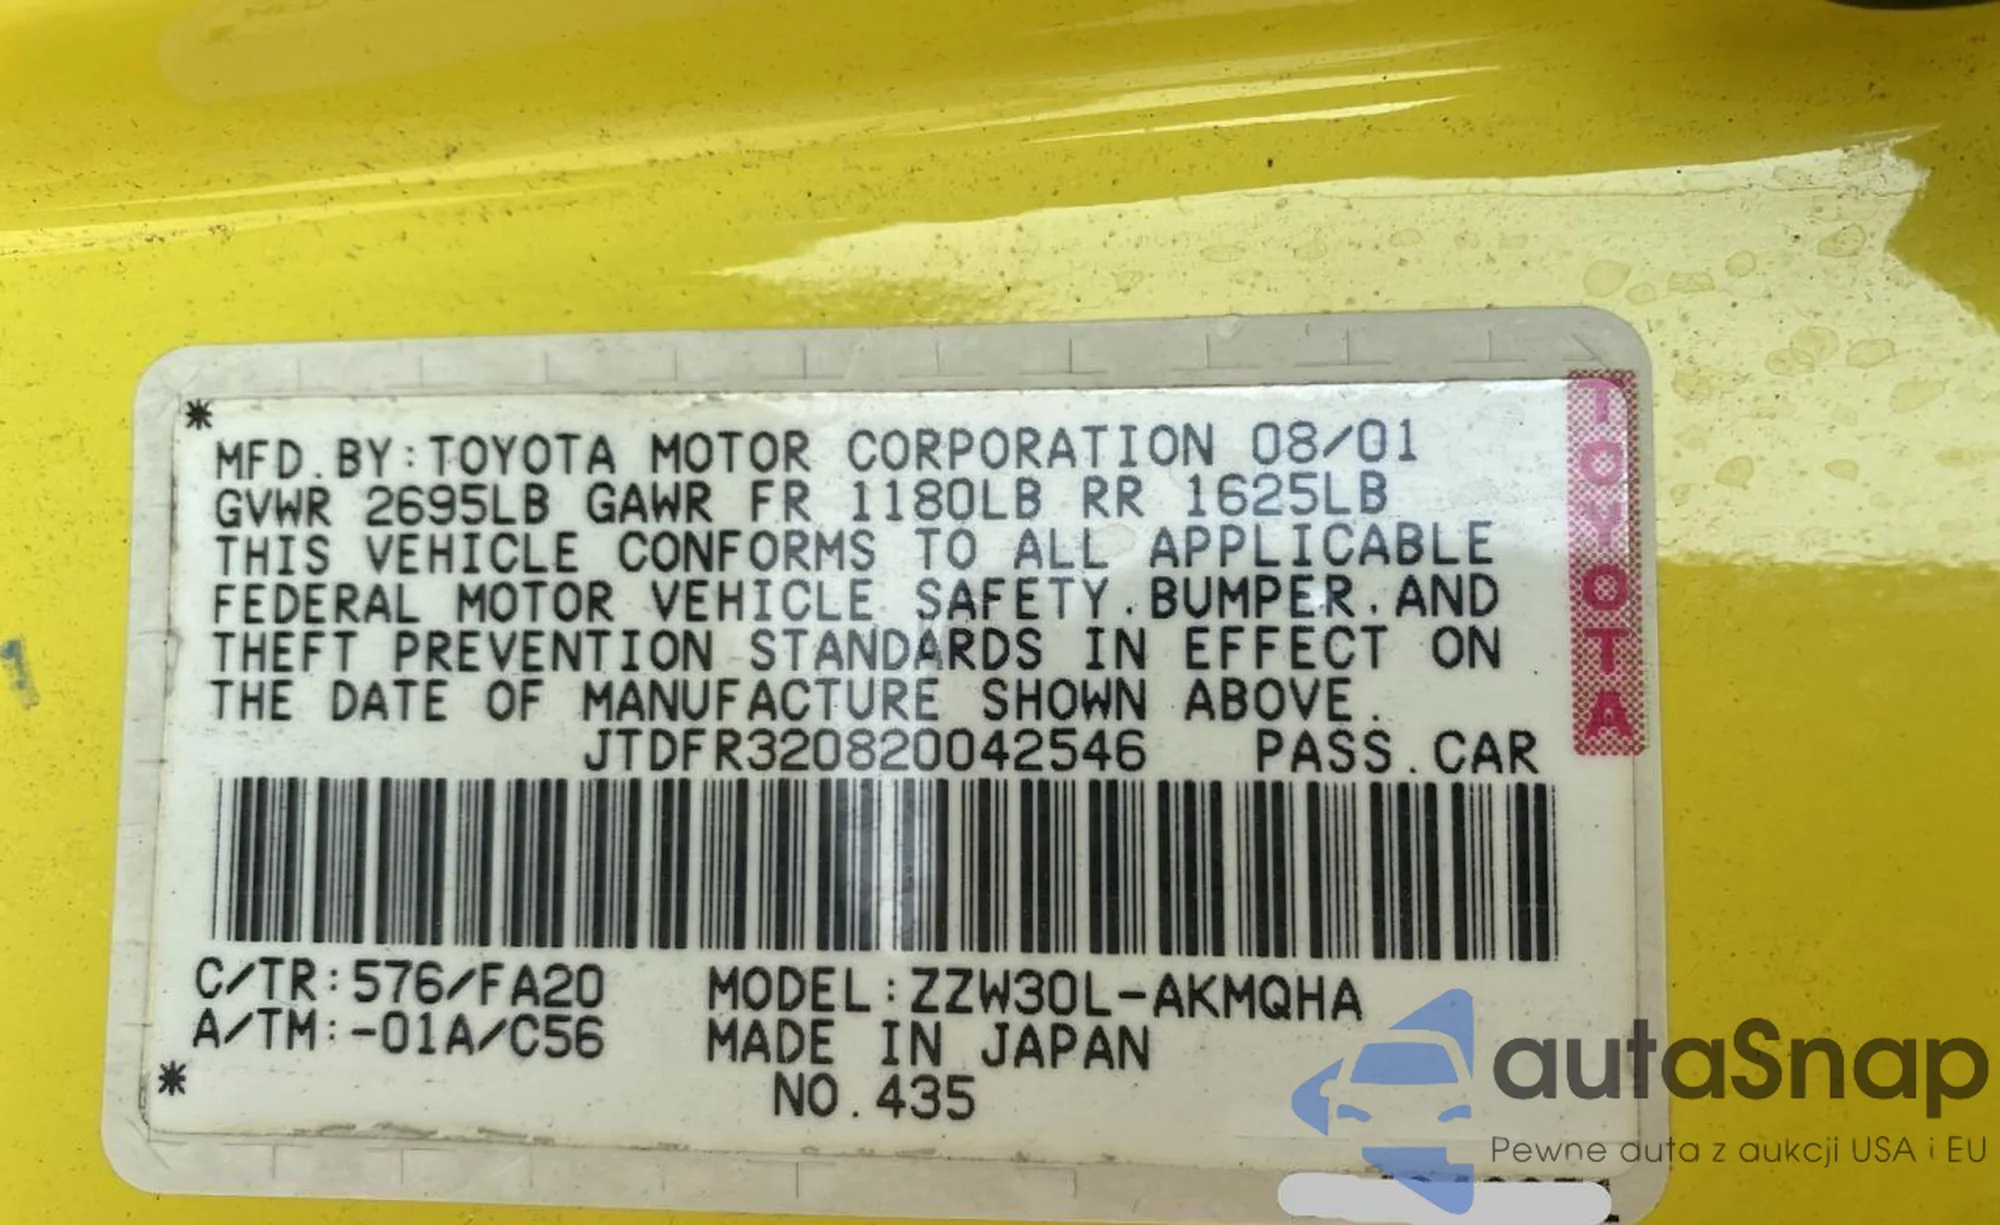 MFD.BY:TOYOTA MOTOR CORPORATION 08/01
GVWR 2695LB GAWR FR 1180LB RR 1625LB
THIS VEHICLE CONFORMS TO ALL APPLICABLE
FEDERAL MOTOR VEHICLE SAFETY.BUMPER.AND
THEFT PREVENTION STANDARDS IN EFFECT ON
THE DATE OF MANUFACTURE SHOWN ABOVE.
JTDFR320820042546 PASS.CAR
TOYOTA
C/TR:576/FA20 MODEL:ZZW30L-AKMQHA
A/TM:-01A/C56 MADE IN JAPAN
NO.435
autaSnap
Pewne auta z aukcji USA i EU